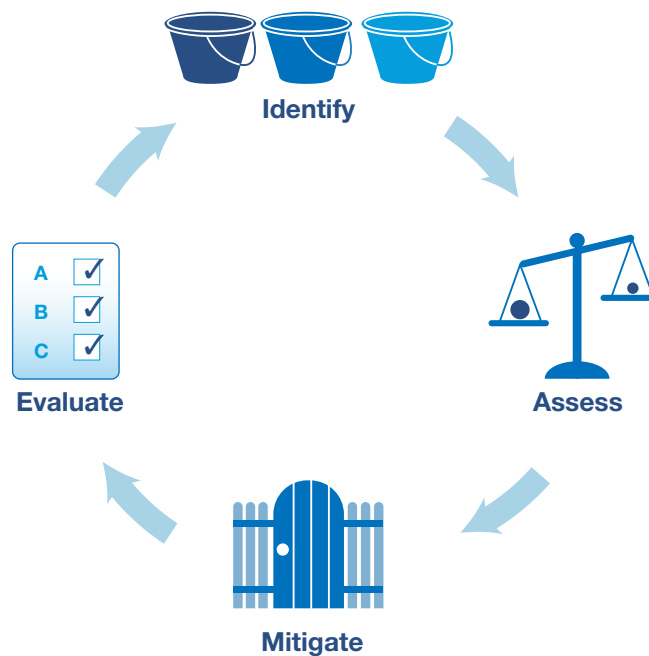 Identify
A
B
C
Evaluate
Assess
Mitigate